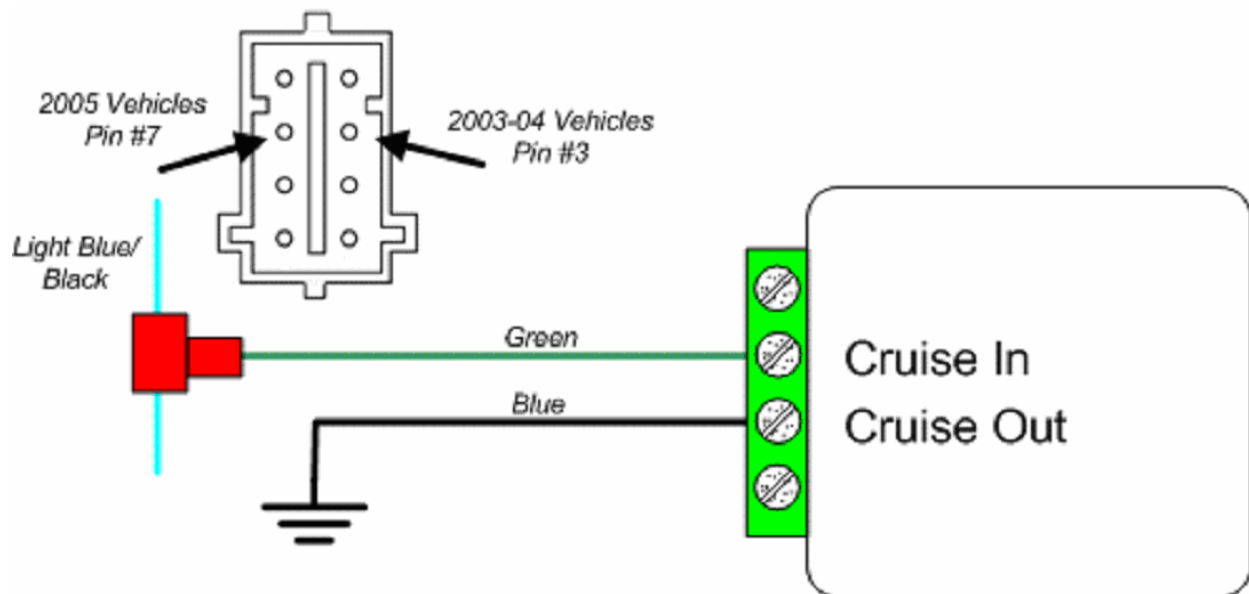 2005 Vehicles
Pin #7
2003-04 Vehicles
Pin #3
Light Blue/
Black
Green
Blue
Cruise In
Cruise Out